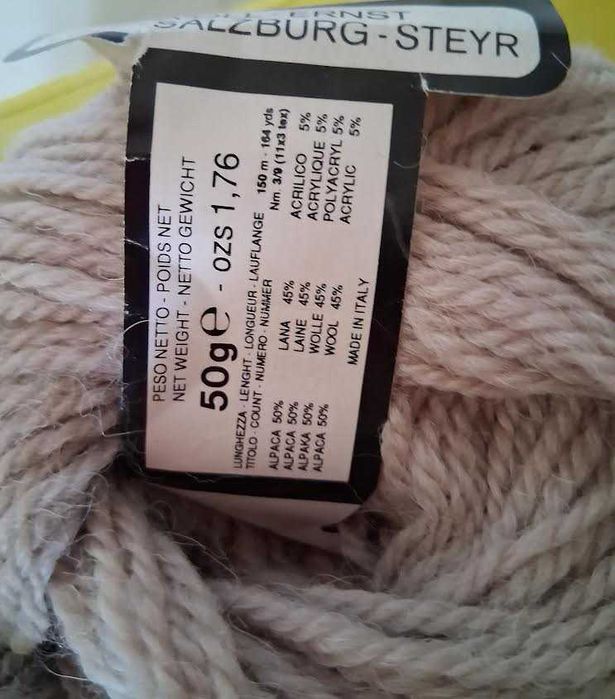 ERNST
SALZBURG - STEYR
PESO NETTO - POIDS NET
NET WEIGHT - NETTO GEWICHT
50g e - OZS 1,76
LUNGHEZZA - LENGHT - LONGUEUR - LAUFLANGE 150 m - 164 yds
TITOLO - COUNT - NUMERO - NUMMER Nm. 3/9 (11x3 tex)
ALPACA 50% LANA 45% ACRILICO 5%
ALPACA 50% LAINE 45% ACRYLIQUE 5%
ALPAKA 50% WOLLE 45% POLYACRYL 5%
ALPACA 50% WOOL 45% ACRYLIC 5%
MADE IN ITALY